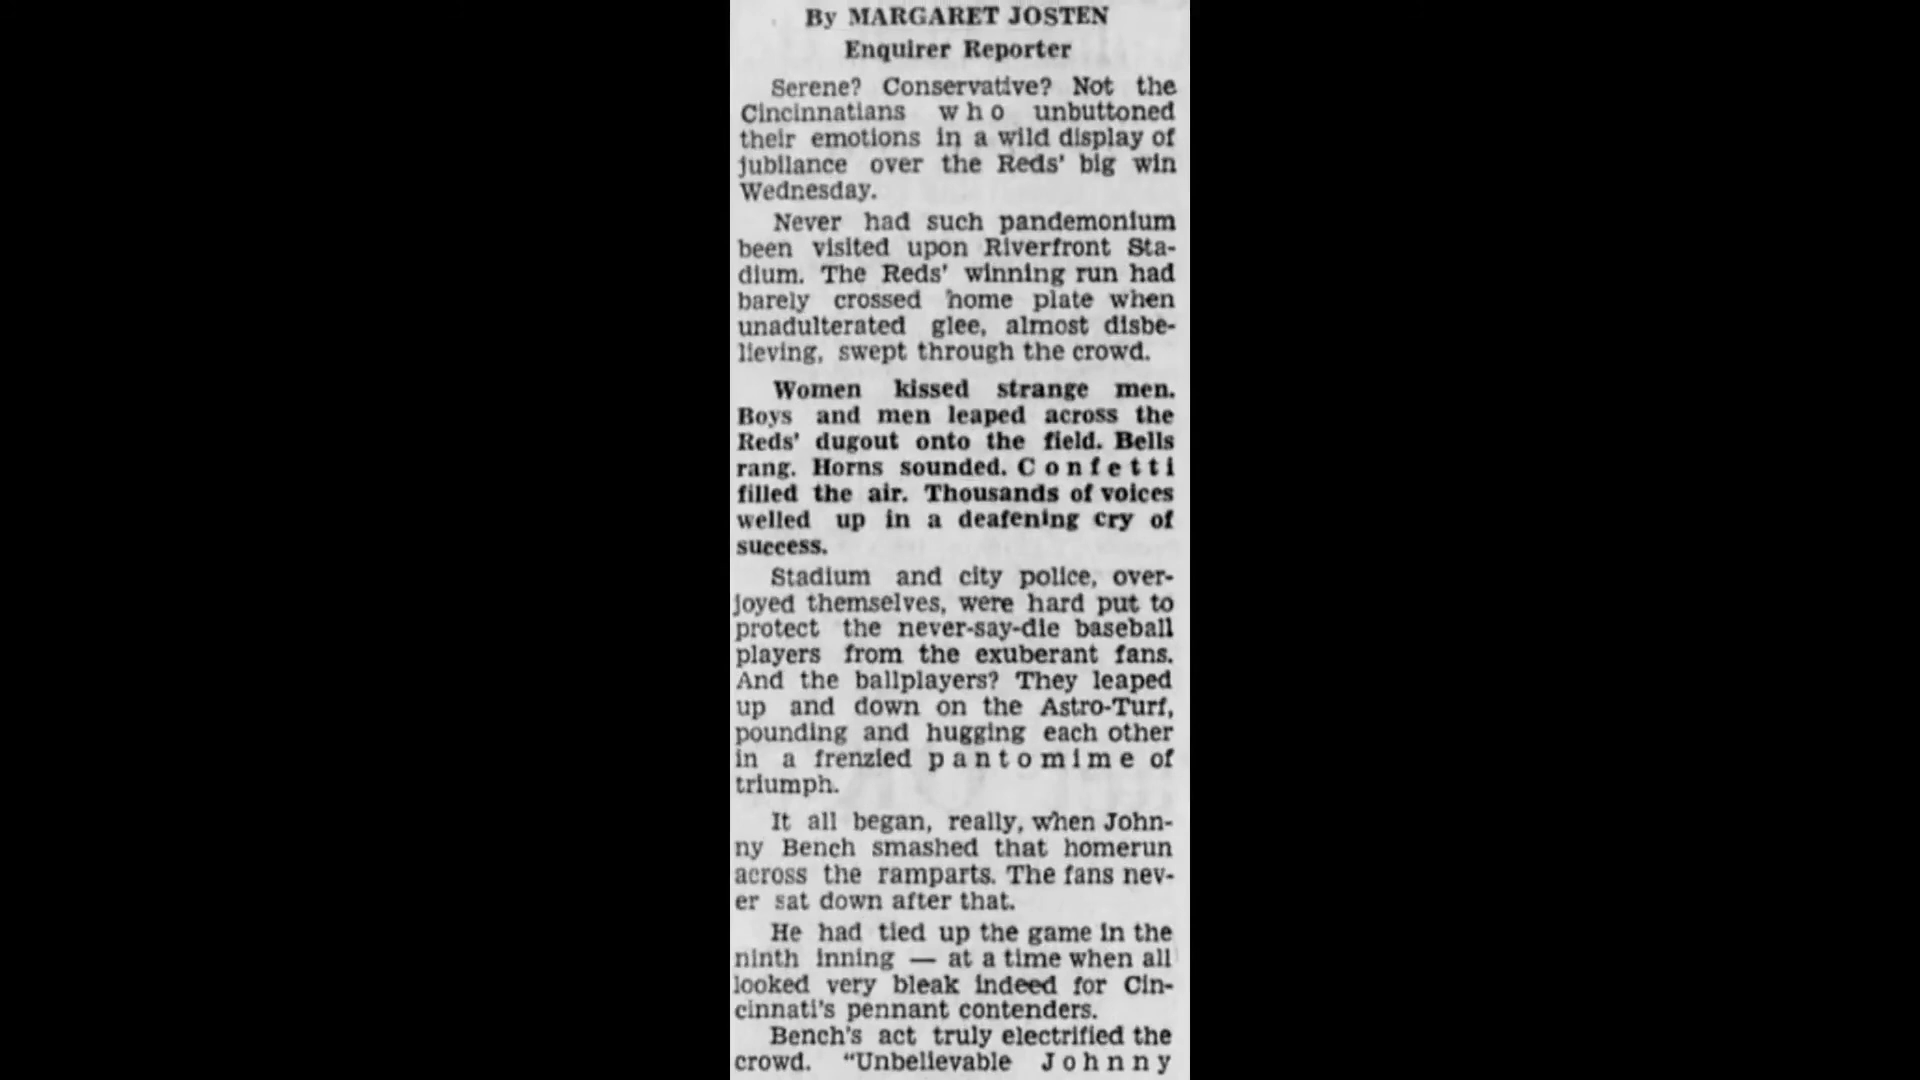 By MARGARET JOSTEN
Enquirer Reporter
Serene? Conservative? Not the
Cincinnatians who unbuttoned
their emotions in a wild display of
jubilance over the Reds' big win
Wednesday.
Never had such pandemonium
been visited upon Riverfront Sta-
dium. The Reds' winning run had
barely crossed home plate when
unadulterated glee, almost disbe-
lieving, swept through the crowd.
Women kissed strange men.
Boys and men leaped across the
Reds' dugout onto the field. Bells
rang. Horns sounded. Confetti
filled the air. Thousands of voices
welled up in a deafening cry of
success.
Stadium and city police, over-
joyed themselves, were hard put to
protect the never-say-die baseball
players from the exuberant fans.
And the ballplayers? They leaped
up and down on the Astro-Turf,
pounding and hugging each other
in a frenzied pantomime of
triumph.
It all began, really, when John-
ny Bench smashed that homerun
across the ramparts. The fans nev-
er sat down after that.
He had tied up the game in the
ninth inning — at a time when all
looked very bleak indeed for Cin-
cinnati's pennant contenders.
Bench's act truly electrified the
crowd. "Unbelievable Johnny